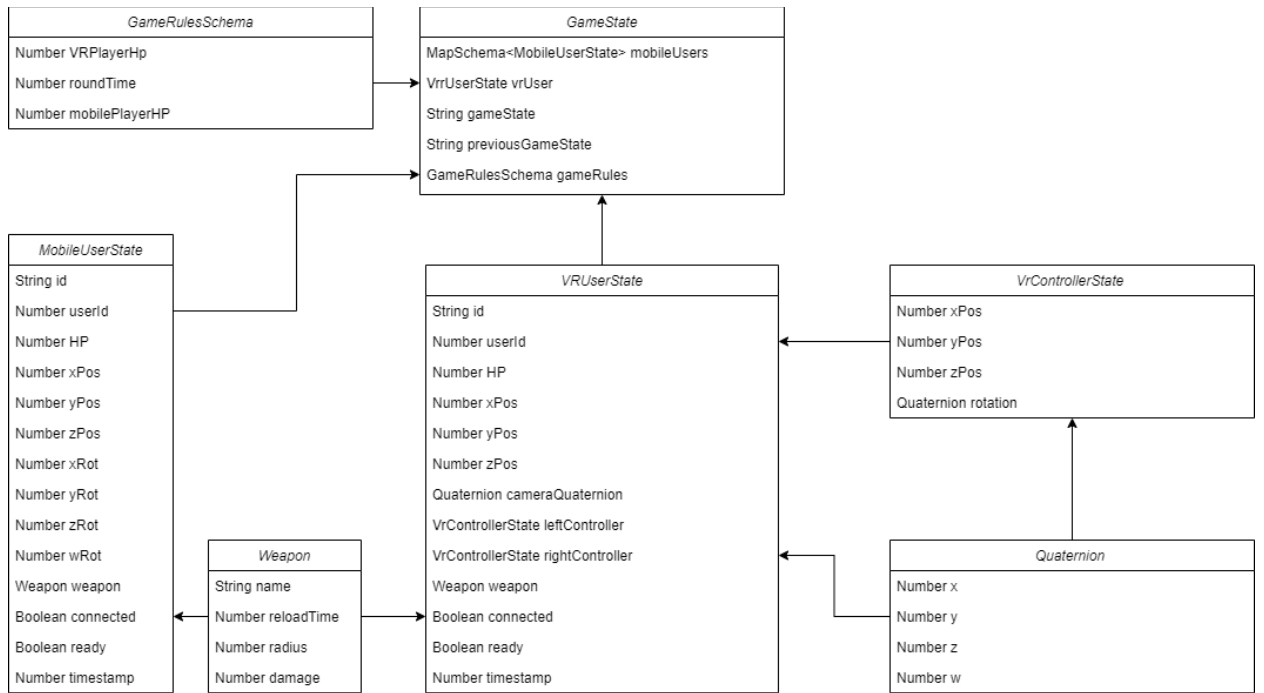 GameRulesSchema
Number VRPlayerHp
Number roundTime
Number mobilePlayerHP
GameState
MapSchema<MobileUserState> mobileUsers
VrrUserState vrUser
String gameState
String previousGameState
GameRulesSchema gameRules
MobileUserState
String id
Number userId
Number HP
Number xPos
Number yPos
Number zPos
Number xRot
Number yRot
Number zRot
Number wRot
Weapon weapon
Boolean connected
Boolean ready
Number timestamp
Weapon
String name
Number reloadTime
Number radius
Number damage
VRUserState
String id
Number userId
Number HP
Number xPos
Number yPos
Number zPos
Quaternion cameraQuaternion
VrControllerState leftController
VrControllerState rightController
Weapon weapon
Boolean connected
Boolean ready
Number timestamp
VrControllerState
Number xPos
Number yPos
Number zPos
Quaternion rotation
Quaternion
Number x
Number y
Number z
Number w